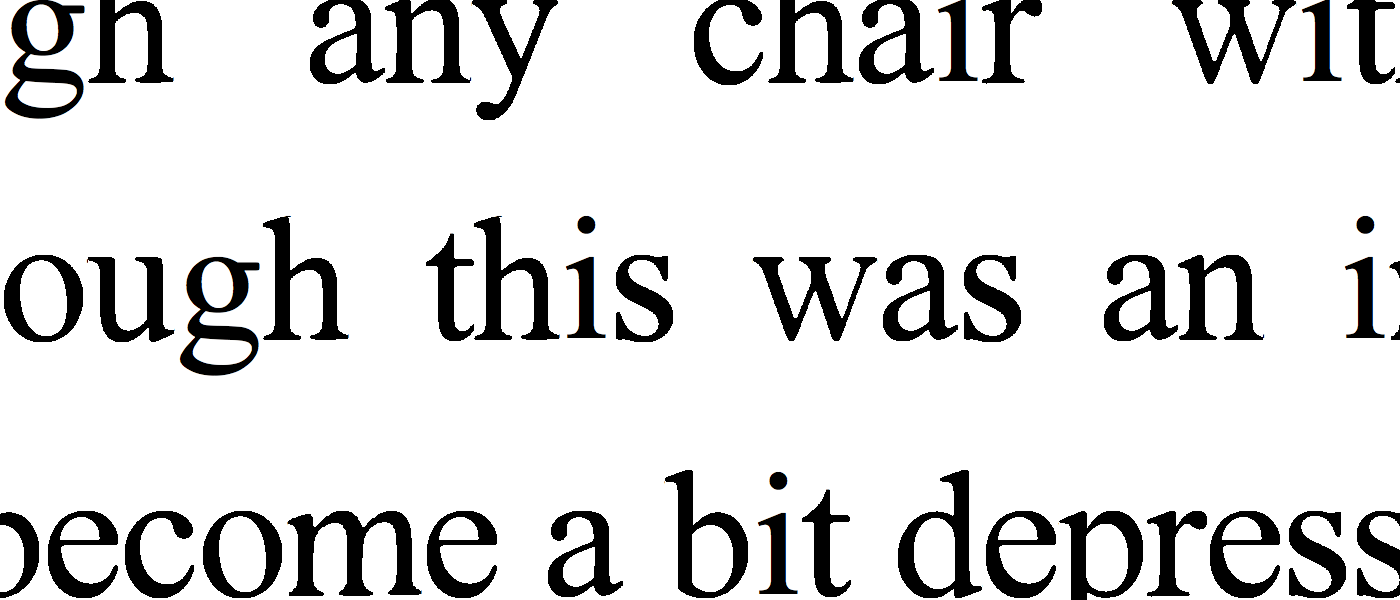 gh any chair wit
ough this was an i
become a bit depress